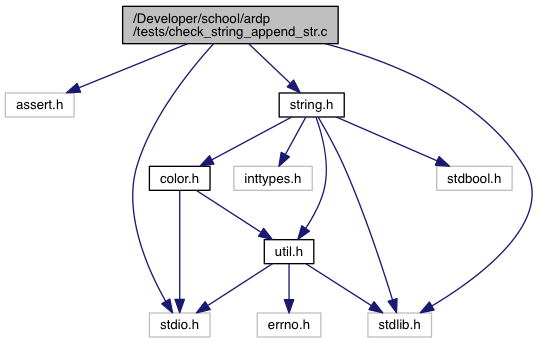 /Developer/school/ardp
/tests/check_string_append_str.c
assert.h
string.h
color.h
inttypes.h
stdbool.h
util.h
stdio.h
errno.h
stdlib.h